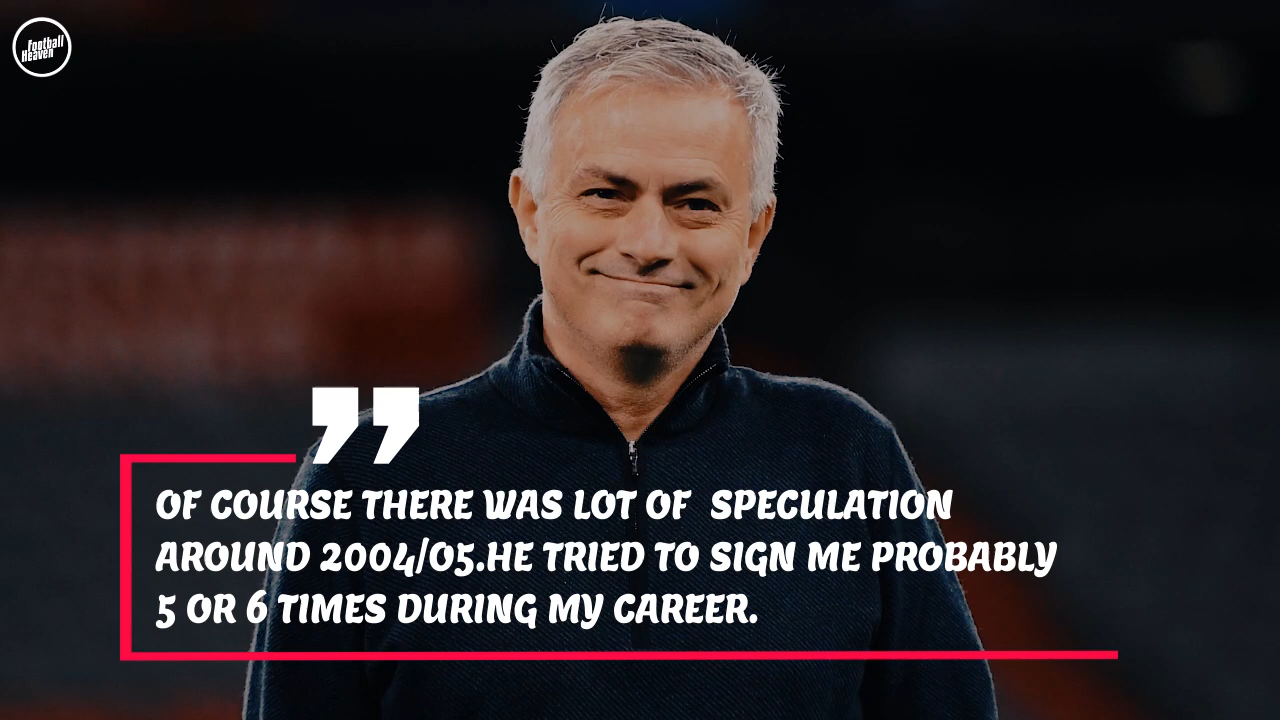 Football
Heaven
”
OF COURSE THERE WAS LOT OF  SPECULATION
AROUND 2004/05.HE TRIED TO SIGN ME PROBABLY
5 OR 6 TIMES DURING MY CAREER.